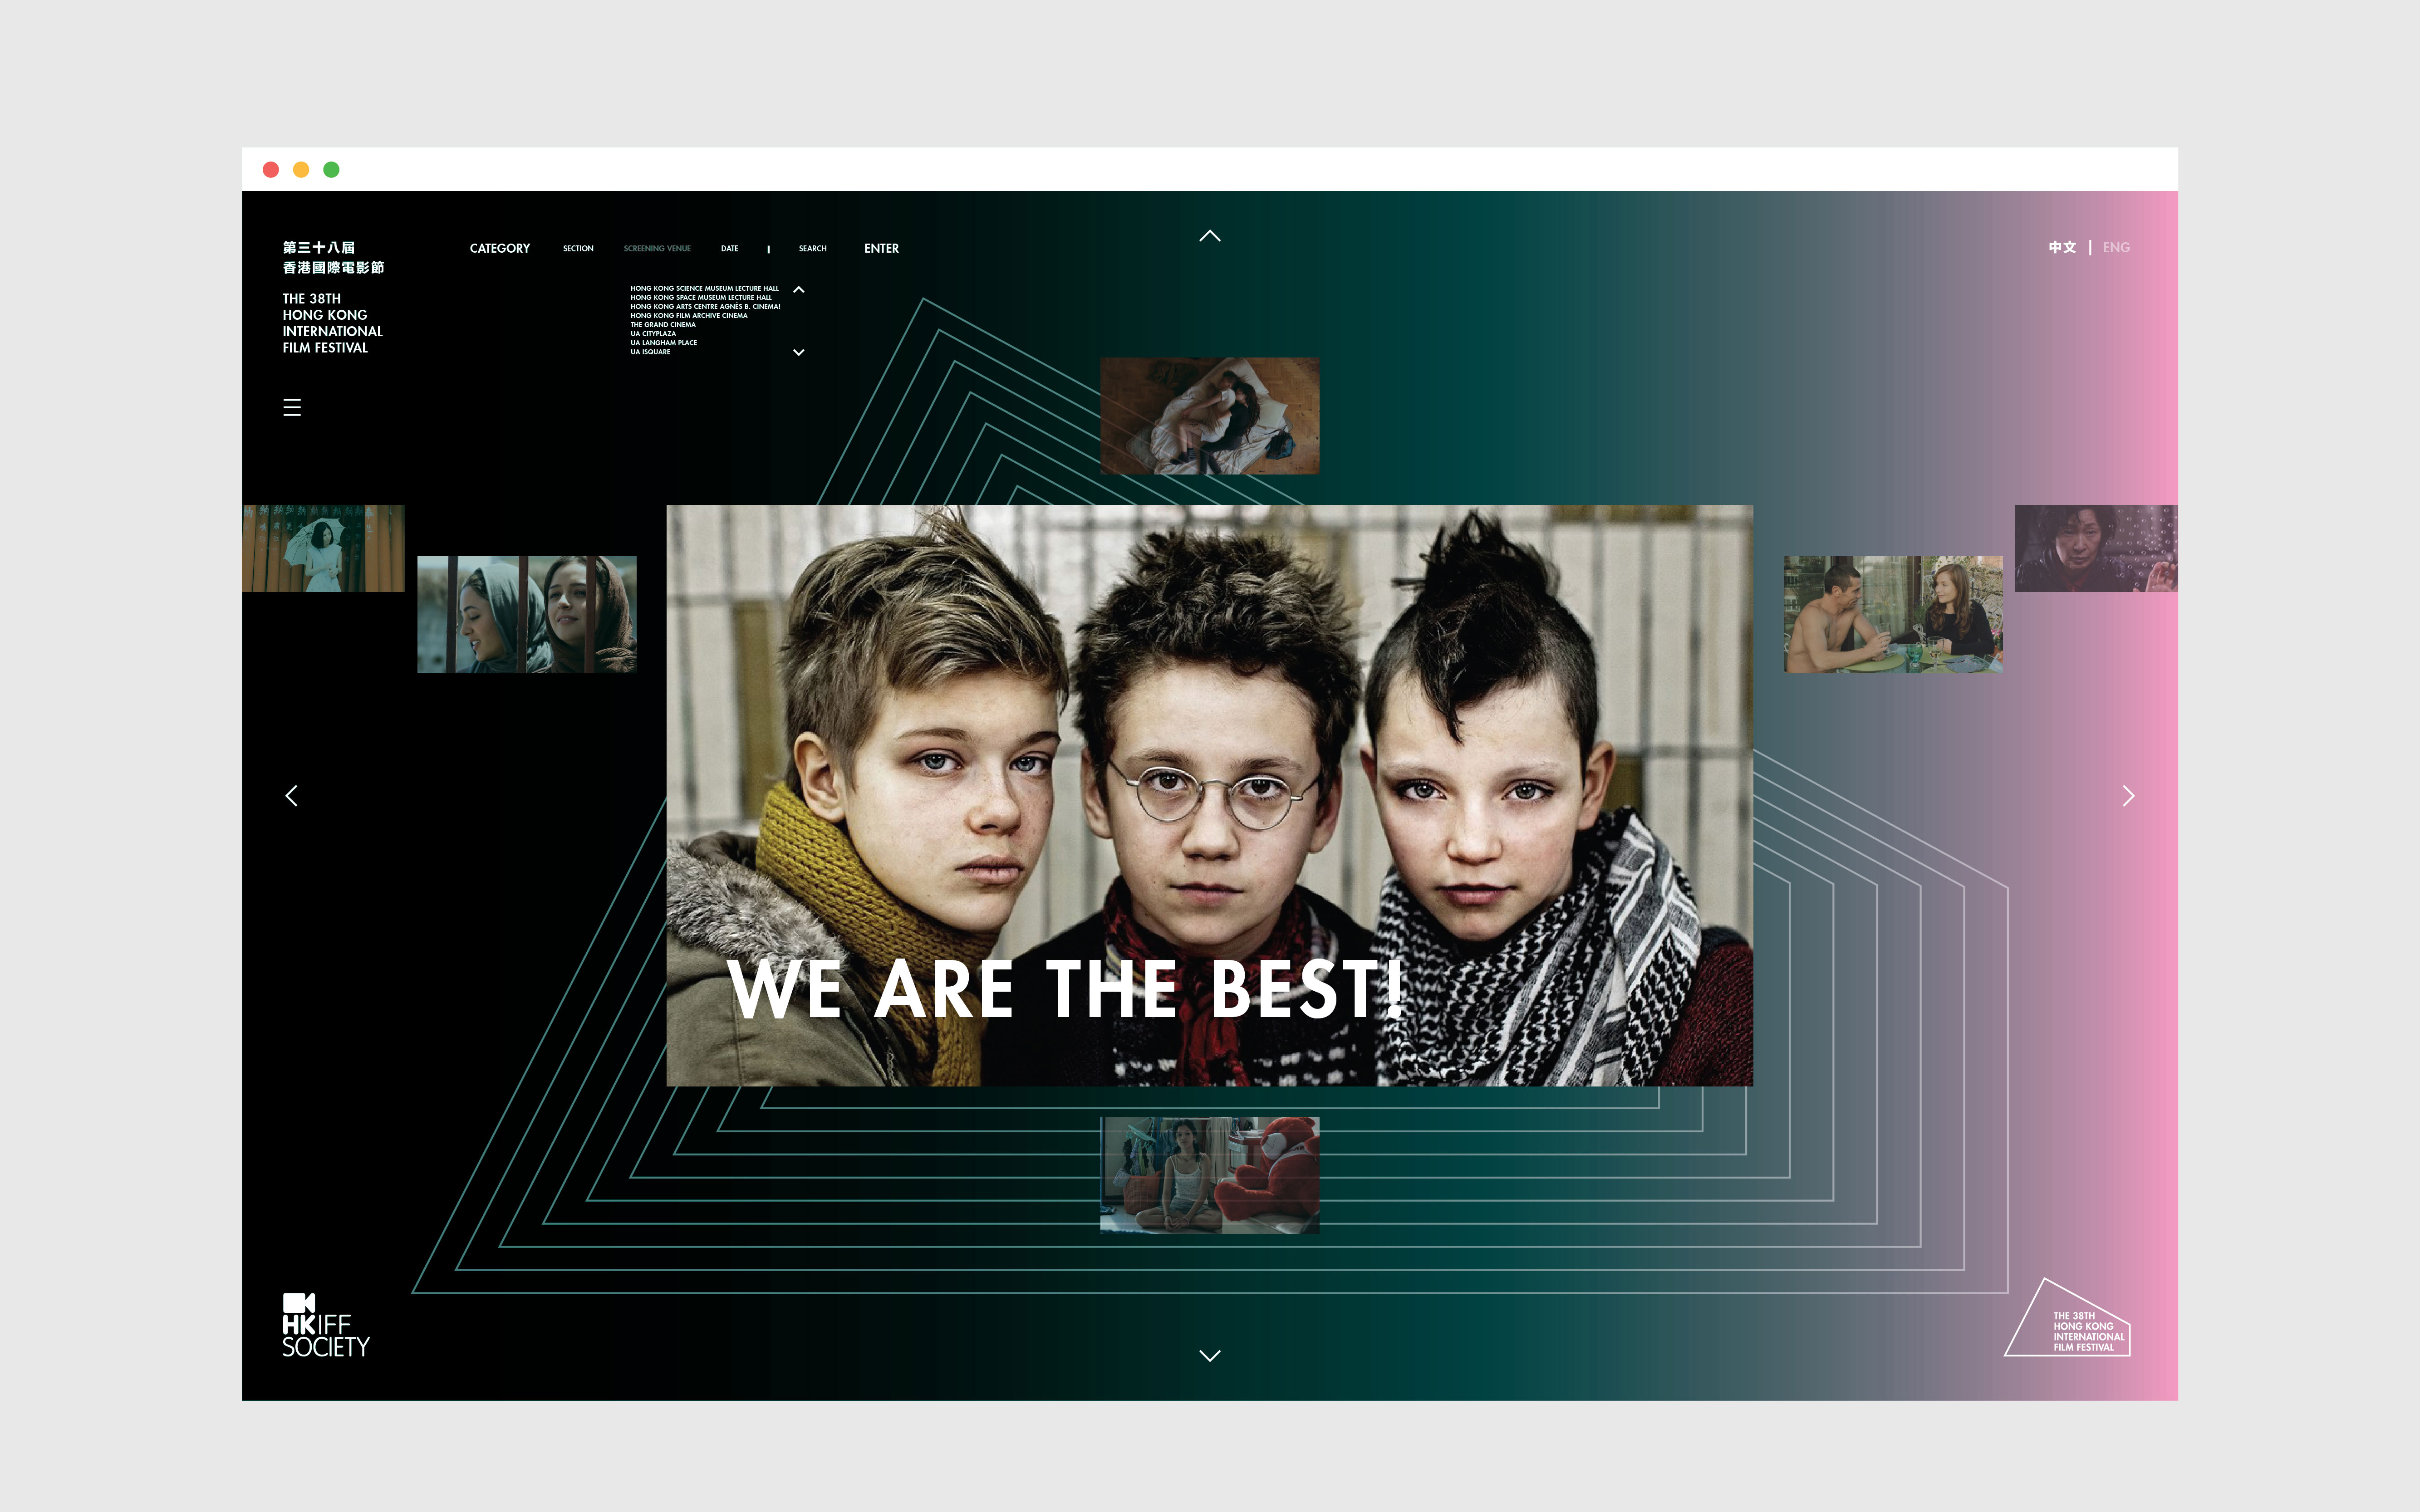 第三十八屆
香港國際電影節
THE 38TH
HONG KONG
INTERNATIONAL
FILM FESTIVAL
CATEGORY
SECTION
SCREENING VENUE
DATE
SEARCH
ENTER
HONG KONG SCIENCE MUSEUM LECTURE HALL
HONG KONG SPACE MUSEUM LECTURE HALL
HONG KONG ARTS CENTRE AGNÈS B. CINEMA!
HONG KONG FILM ARCHIVE CINEMA
THE GRAND CINEMA
UA CITYPLAZA
UA LANGHAM PLACE
UA ISQUARE
中文 | ENG
WE ARE THE BEST!
HKIFF
SOCIETY
THE 38TH
HONG KONG
INTERNATIONAL
FILM FESTIVAL